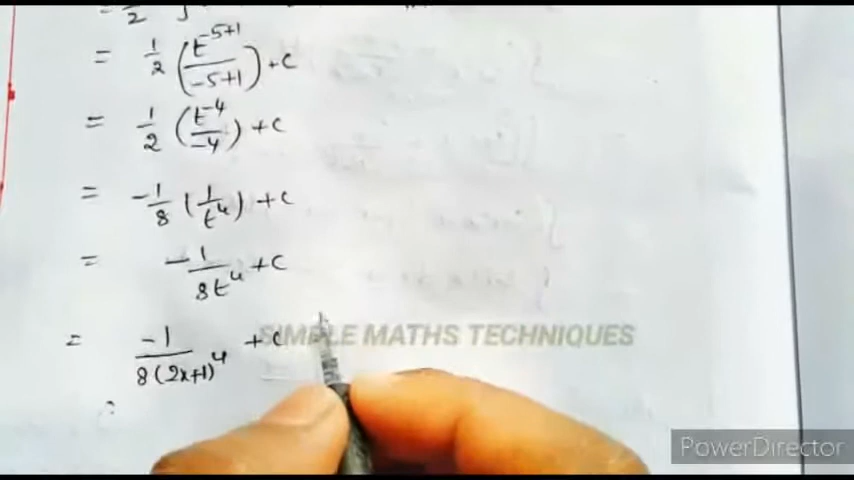 = 1/2 (t^-5+1 / -5+1) + c
= 1/2 (t^-4 / -4) + c
= -1/8 (1/t^4) + c
= -1/8t^4 + c
= -1/8(2x+1)^4 + c
SIMPLE MATHS TECHNIQUES
∴
PowerDirector